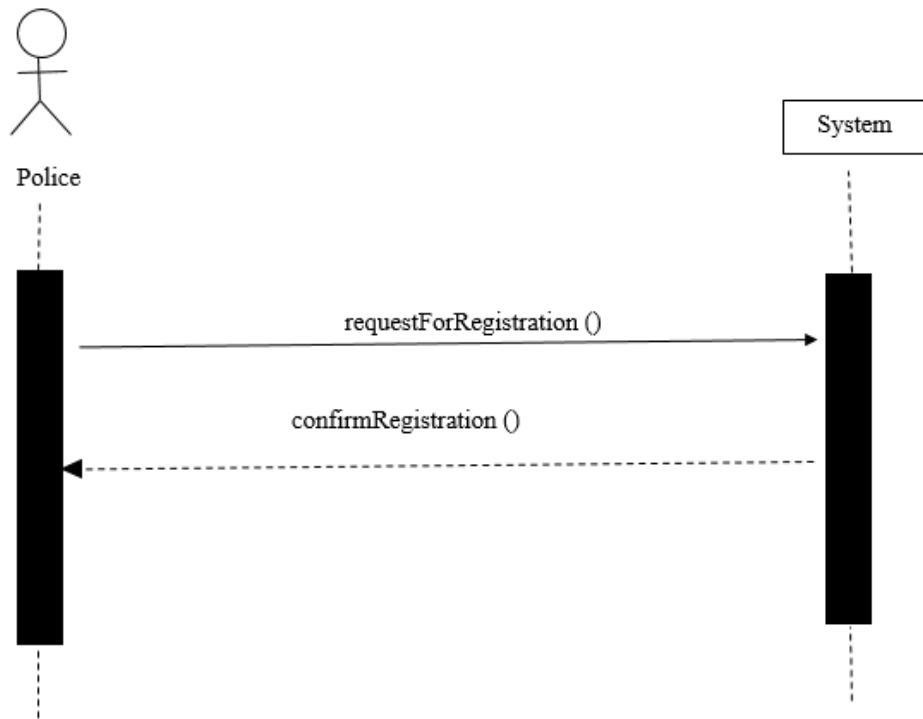 System
Police
requestForRegistration ()
confirmRegistration ()